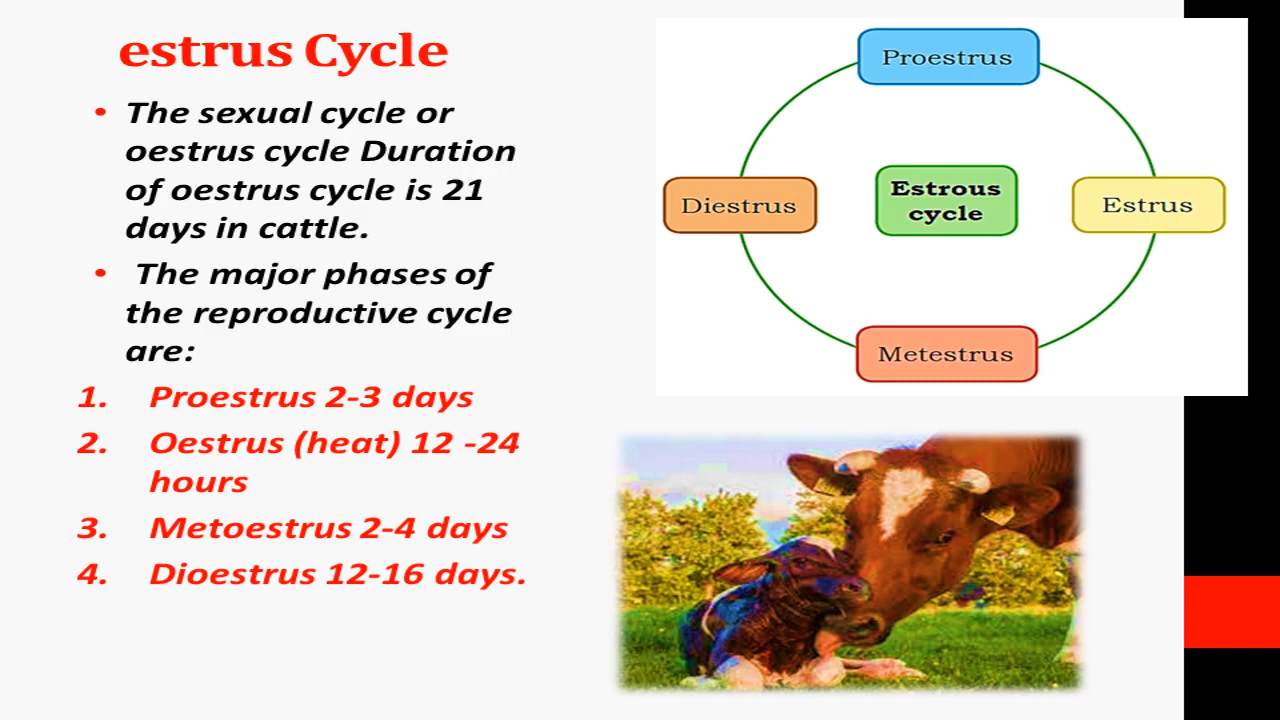 estrus Cycle
• The sexual cycle or
oestrus cycle Duration
of oestrus cycle is 21
days in cattle.
• The major phases of
the reproductive cycle
are:
1. Proestrus 2-3 days
2. Oestrus (heat) 12 -24
hours
3. Metoestrus 2-4 days
4. Dioestrus 12-16 days.
Proestrus
Diestrus
Estrous
cycle
Estrus
Metestrus